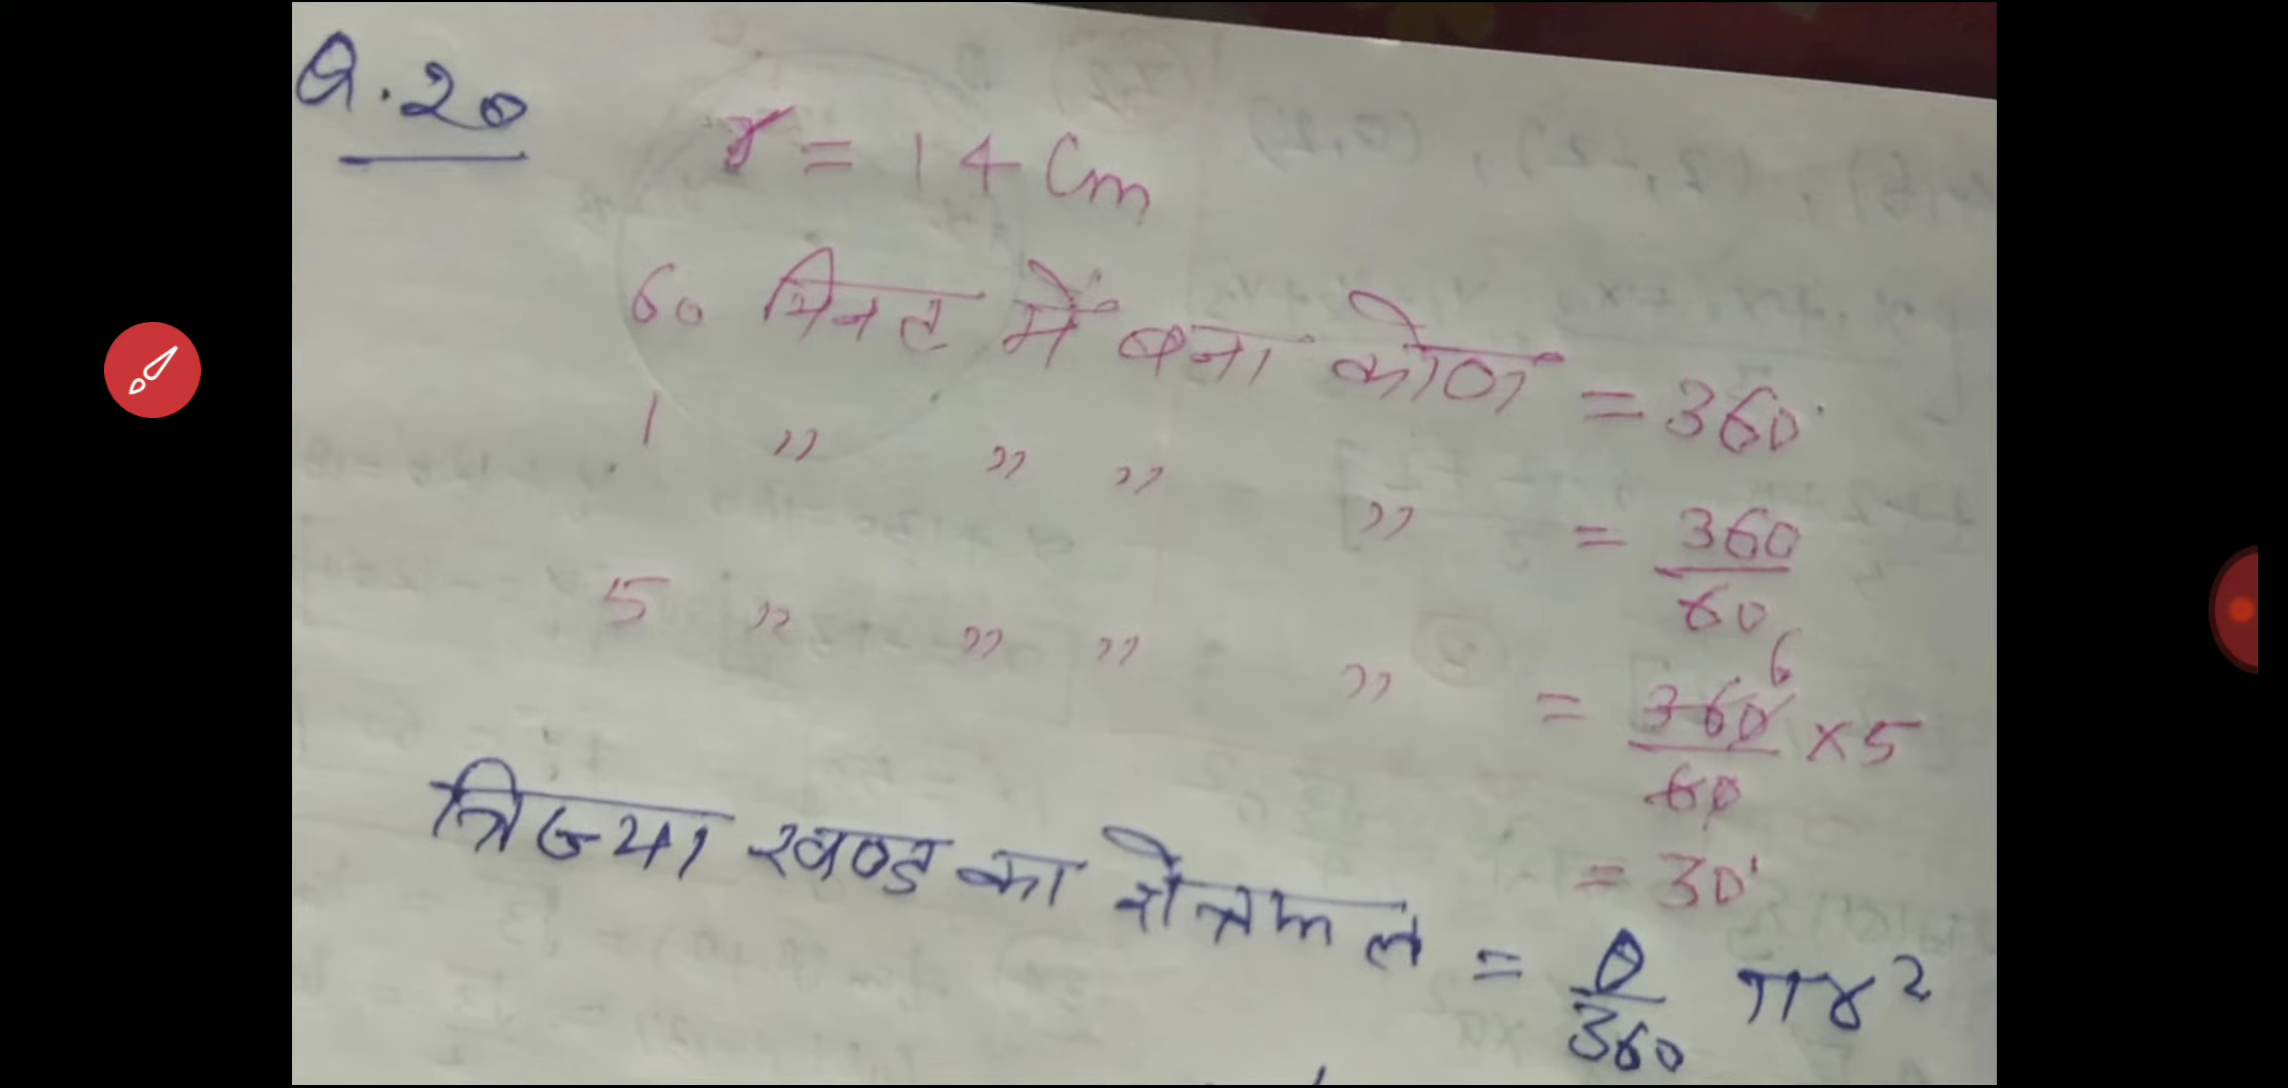 Q.20
r = 14 Cm
60 मिनट में बना कोण = 360°
1 " " " " = 360/60
5 " " " " = 360/60 6 × 5
= 30°
त्रिज्या खण्ड का क्षेत्रफल = θ/360 πr²